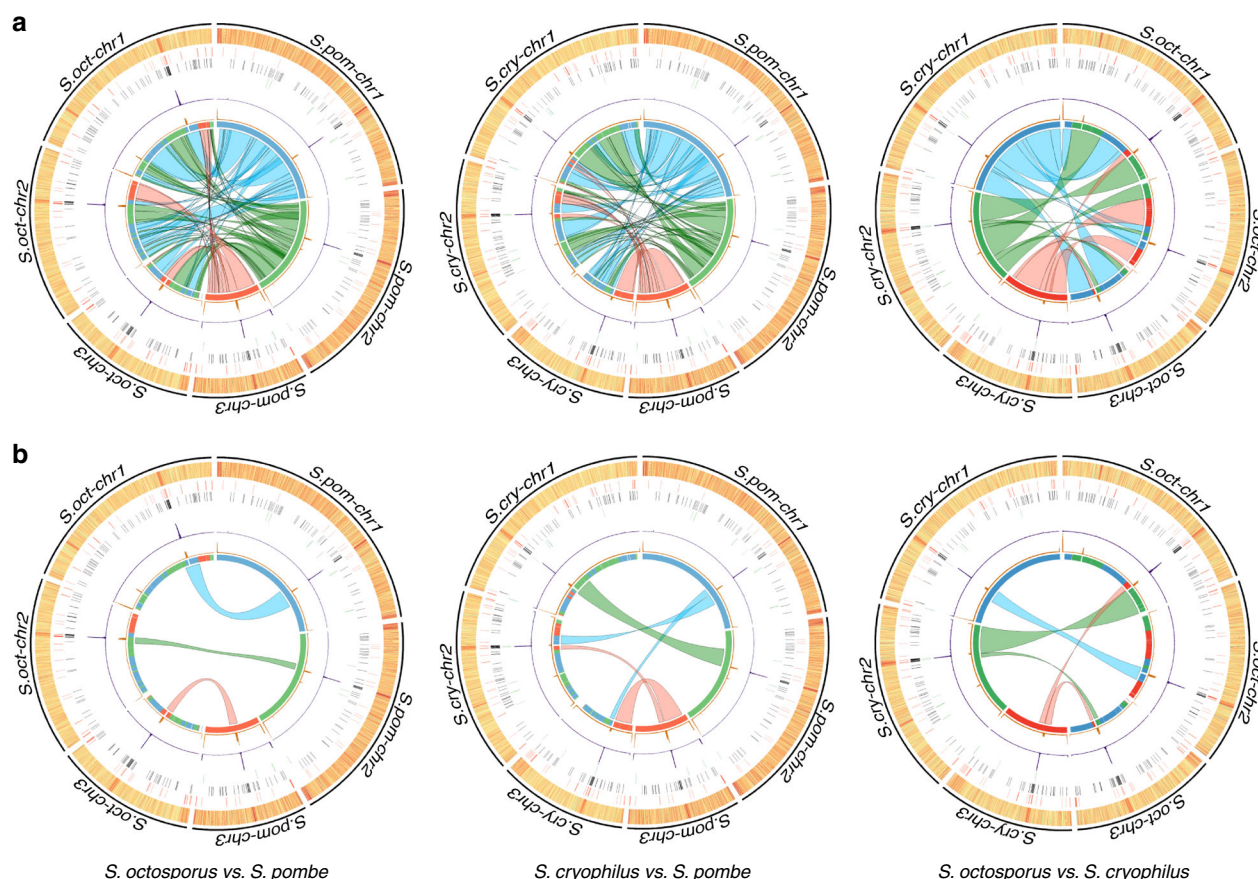 a
S.oct-chr1
S.pom-chr1
S.oct-chr2
S.pom-chr2
S.oct-chr3
S.pom-chr3
S.cry-chr1
S.pom-chr1
S.cry-chr2
S.pom-chr2
S.cry-chr3
S.pom-chr3
S.cry-chr1
S.oct-chr1
S.cry-chr2
S.oct-chr2
S.cry-chr3
S.oct-chr3
b
S.oct-chr1
S.pom-chr1
S.oct-chr2
S.pom-chr2
S.oct-chr3
S.pom-chr3
S.cry-chr1
S.pom-chr1
S.cry-chr2
S.pom-chr2
S.cry-chr3
S.pom-chr3
S.cry-chr1
S.oct-chr1
S.cry-chr2
S.oct-chr2
S.cry-chr3
S.oct-chr3
S. octosporus vs. S. pombe
S. cryophilus vs. S. pombe
S. octosporus vs. S. cryophilus